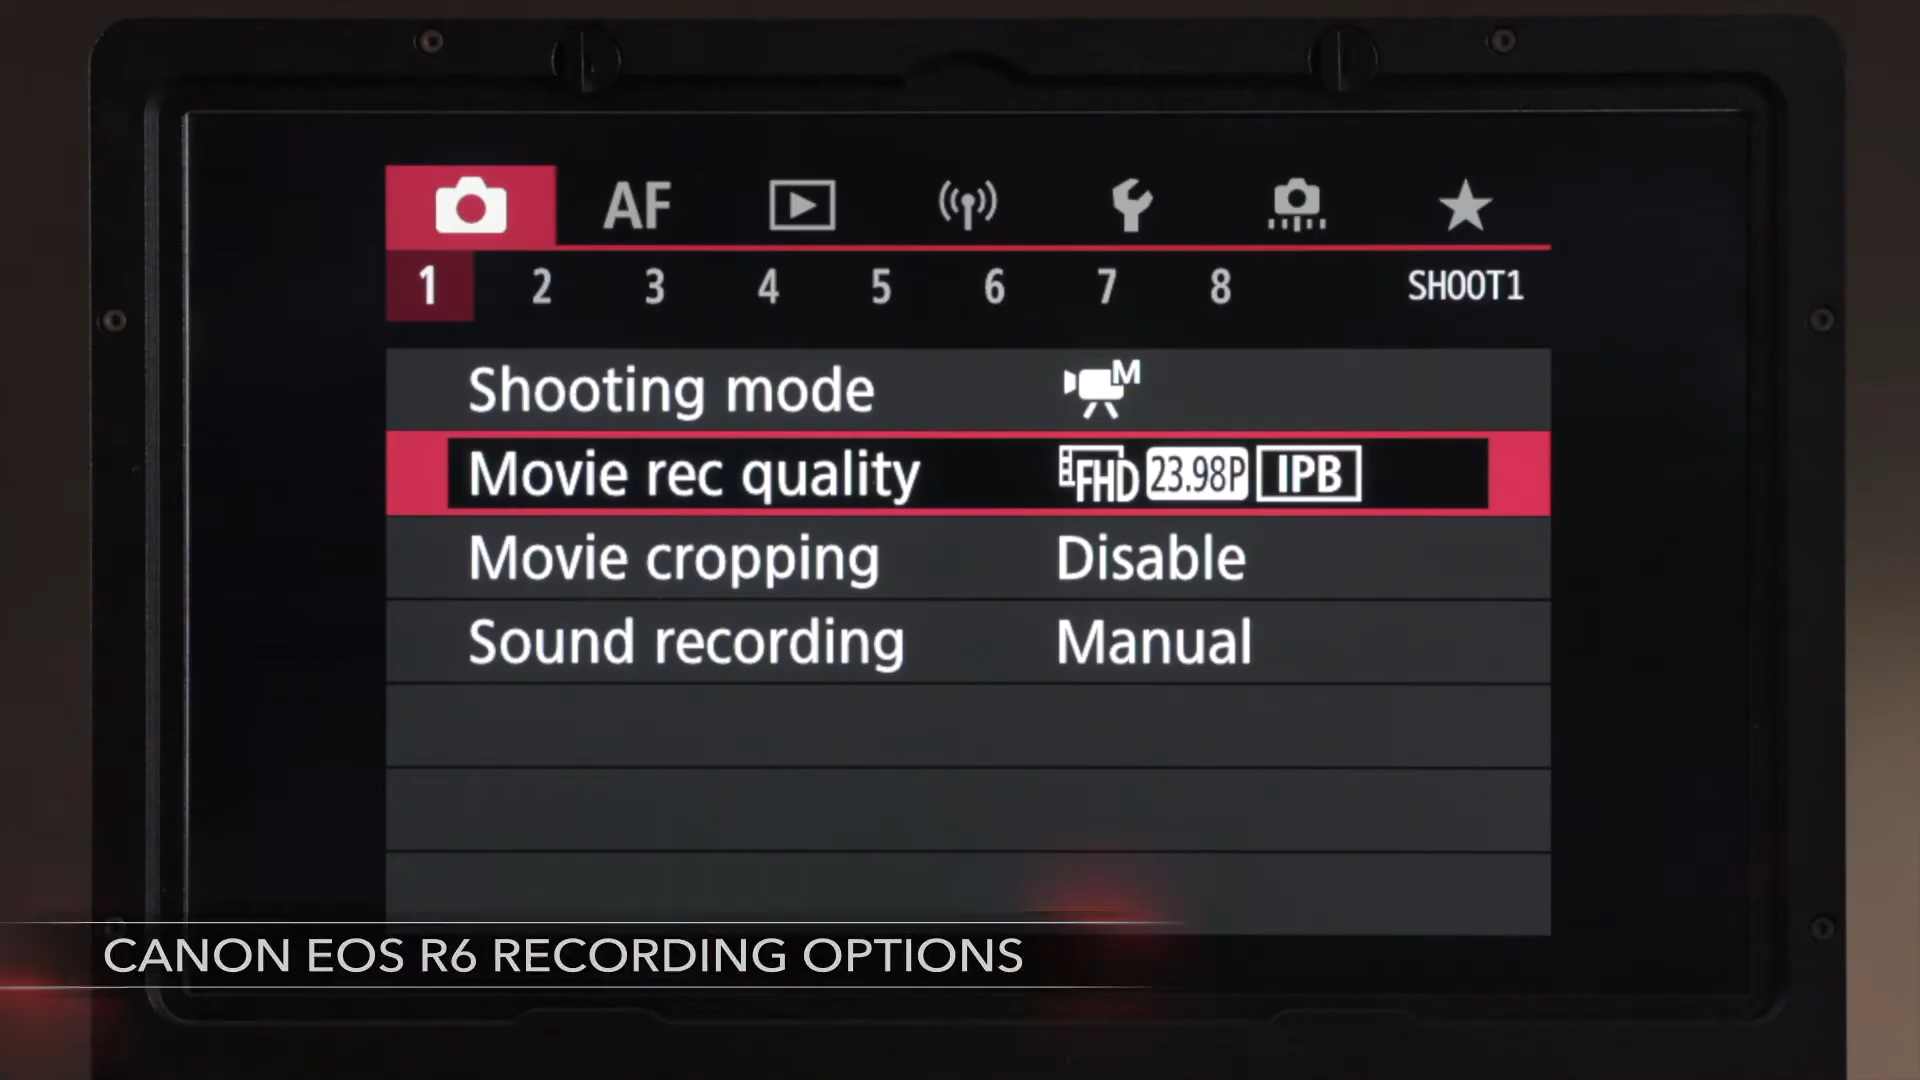 AF
1 2 3 4 5 6 7 8 SHOOT1
Shooting mode M
Movie rec quality FHD 23.98P IPB
Movie cropping Disable
Sound recording Manual
CANON EOS R6 RECORDING OPTIONS